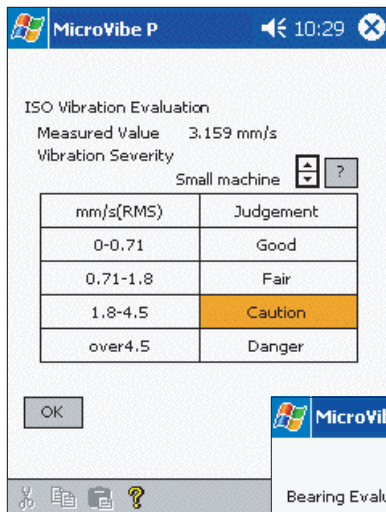 MicroVibe P 10:29
ISO Vibration Evaluation
Measured Value 3.159 mm/s
Vibration Severity
Small machine ?
mm/s(RMS) Judgement
0-0.71 Good
0.71-1.8 Fair
1.8-4.5 Caution
over4.5 Danger
OK
MicroVib
Bearing Evalu